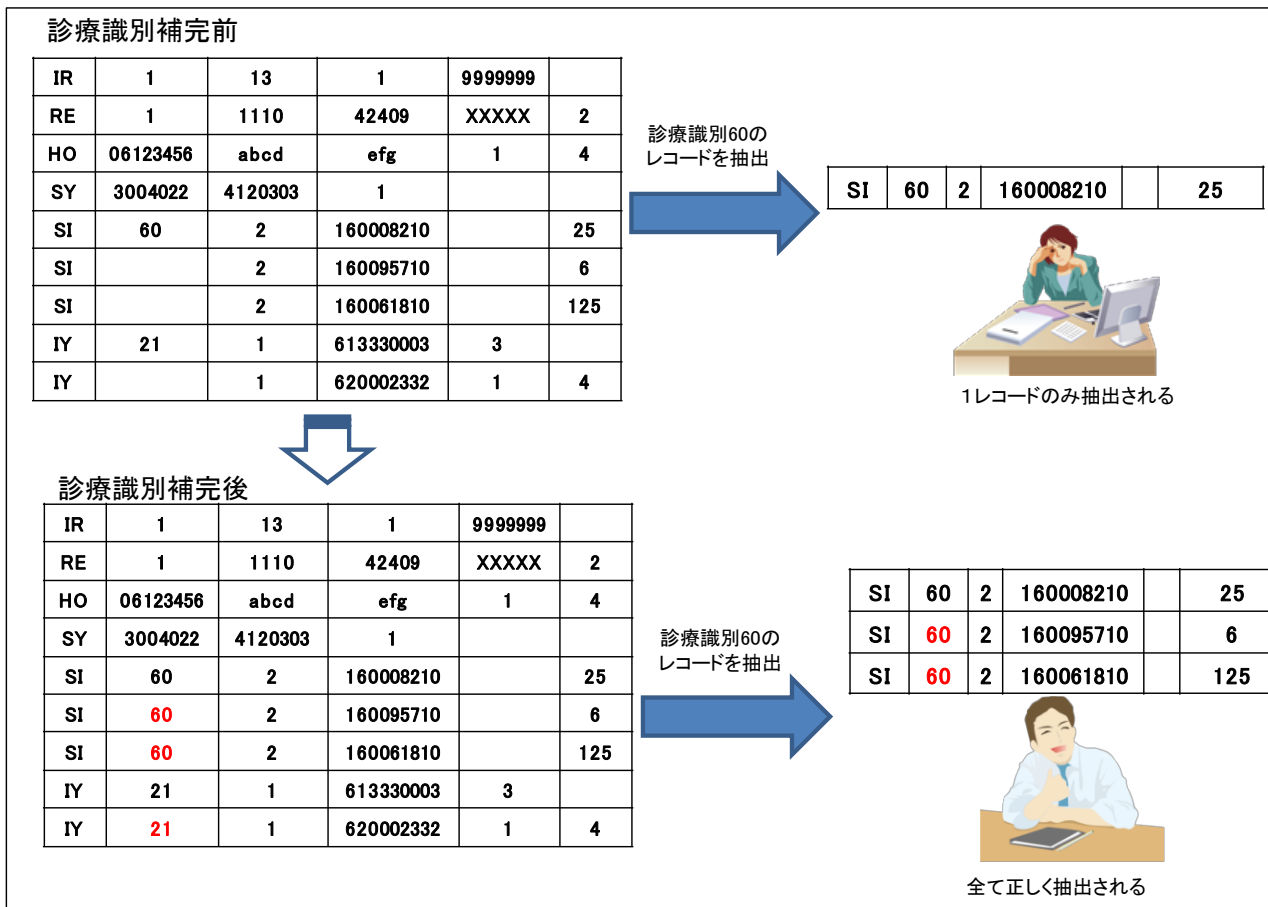 診療識別補完前
IR 1 13 1 9999999
RE 1 1110 42409 XXXXX 2
HO 06123456 abcd efg 1 4
SY 3004022 4120303 1
SI 60 2 160008210 25
SI 2 160095710 6
SI 2 160061810 125
IY 21 1 613330003 3
IY 1 620002332 1 4
診療識別60の
レコードを抽出
SI 60 2 160008210 25
1レコードのみ抽出される
診療識別補完後
IR 1 13 1 9999999
RE 1 1110 42409 XXXXX 2
HO 06123456 abcd efg 1 4
SY 3004022 4120303 1
SI 60 2 160008210 25
SI 60 2 160095710 6
SI 60 2 160061810 125
IY 21 1 613330003 3
IY 21 1 620002332 1 4
診療識別60の
レコードを抽出
SI 60 2 160008210 25
SI 60 2 160095710 6
SI 60 2 160061810 125
全て正しく抽出される